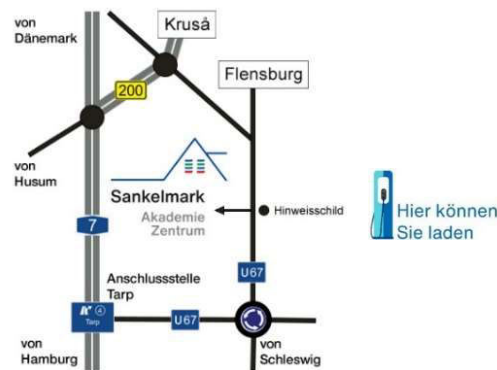 von
Dänemark
Kruså
Flensburg
200
von
Husum
Sankelmark
Akademie
Zentrum
Hinweisschild
Hier können
Sie laden
7
U67
Anschlussstelle
Tarp
4
Tarp
U67
von
Hamburg
von
Schleswig